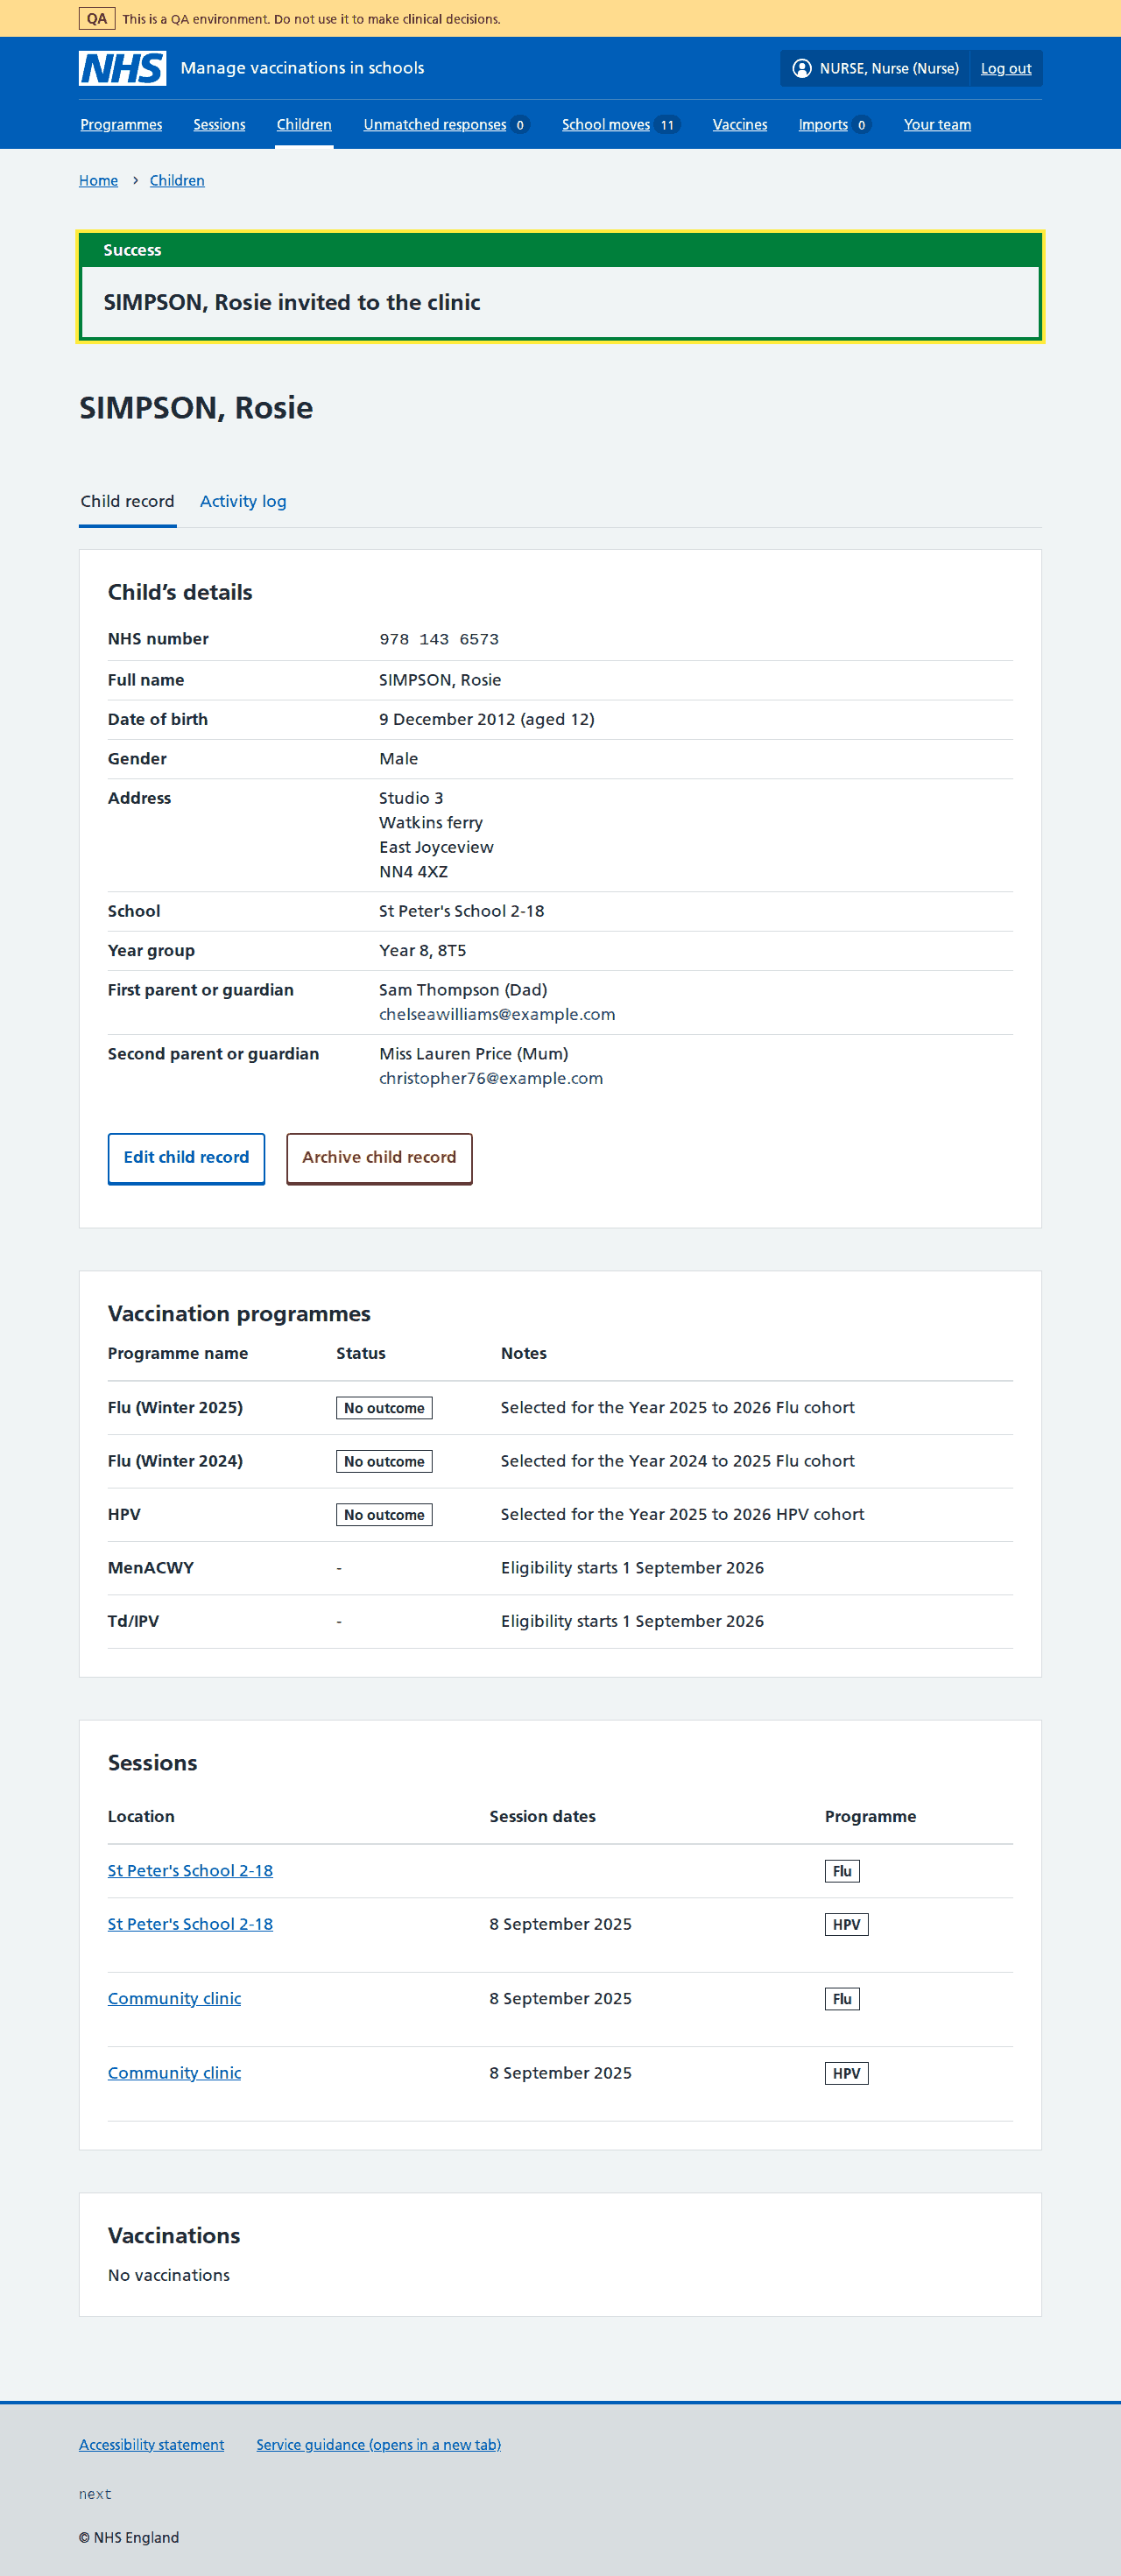 QA This is a QA environment. Do not use it to make clinical decisions.
NHS Manage vaccinations in schools NURSE, Nurse (Nurse) Log out
Programmes Sessions Children Unmatched responses 0 School moves 11 Vaccines Imports 0 Your team
Home › Children
Success
SIMPSON, Rosie invited to the clinic
SIMPSON, Rosie
Child record Activity log
Child’s details
NHS number 978 143 6573
Full name SIMPSON, Rosie
Date of birth 9 December 2012 (aged 12)
Gender Male
Address Studio 3
Watkins ferry
East Joyceview
NN4 4XZ
School St Peter's School 2-18
Year group Year 8, 8T5
First parent or guardian Sam Thompson (Dad)
chelseawilliams@example.com
Second parent or guardian Miss Lauren Price (Mum)
christopher76@example.com
Edit child record Archive child record
Vaccination programmes
Programme name Status Notes
Flu (Winter 2025) No outcome Selected for the Year 2025 to 2026 Flu cohort
Flu (Winter 2024) No outcome Selected for the Year 2024 to 2025 Flu cohort
HPV No outcome Selected for the Year 2025 to 2026 HPV cohort
MenACWY - Eligibility starts 1 September 2026
Td/IPV - Eligibility starts 1 September 2026
Sessions
Location Session dates Programme
St Peter's School 2-18 Flu
St Peter's School 2-18 8 September 2025 HPV
Community clinic 8 September 2025 Flu
Community clinic 8 September 2025 HPV
Vaccinations
No vaccinations
Accessibility statement Service guidance (opens in a new tab)
next
© NHS England